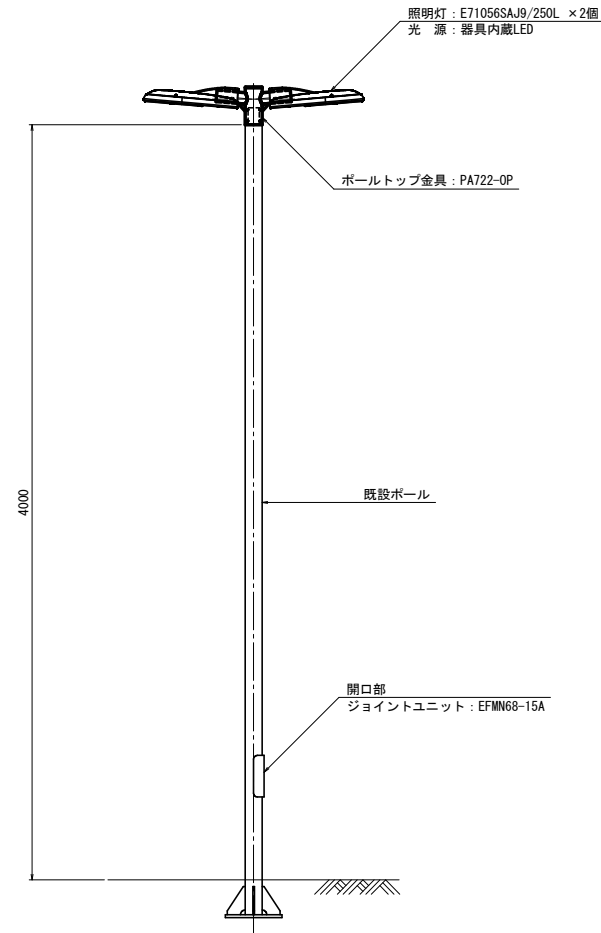 照明灯：E71056SAJ9/250L ×2個
光　源：器具内蔵LED
ポールトップ金具：PA722-OP
既設ポール
4000
開口部
ジョイントユニット：EFMN68-15A